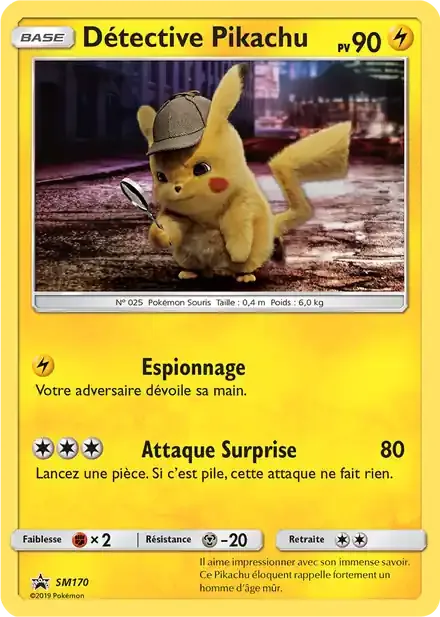 BASE Détective Pikachu PV 90
N° 025 Pokémon Souris Taille : 0,4 m Poids : 6,0 kg
Espionnage
Votre adversaire dévoile sa main.
Attaque Surprise 80
Lancez une pièce. Si c'est pile, cette attaque ne fait rien.
Faiblesse × 2 Résistance –20 Retraite
Il aime impressionner avec son immense savoir.
Ce Pikachu éloquent rappelle fortement
un homme d'âge mûr.
SM170
©2019 Pokémon